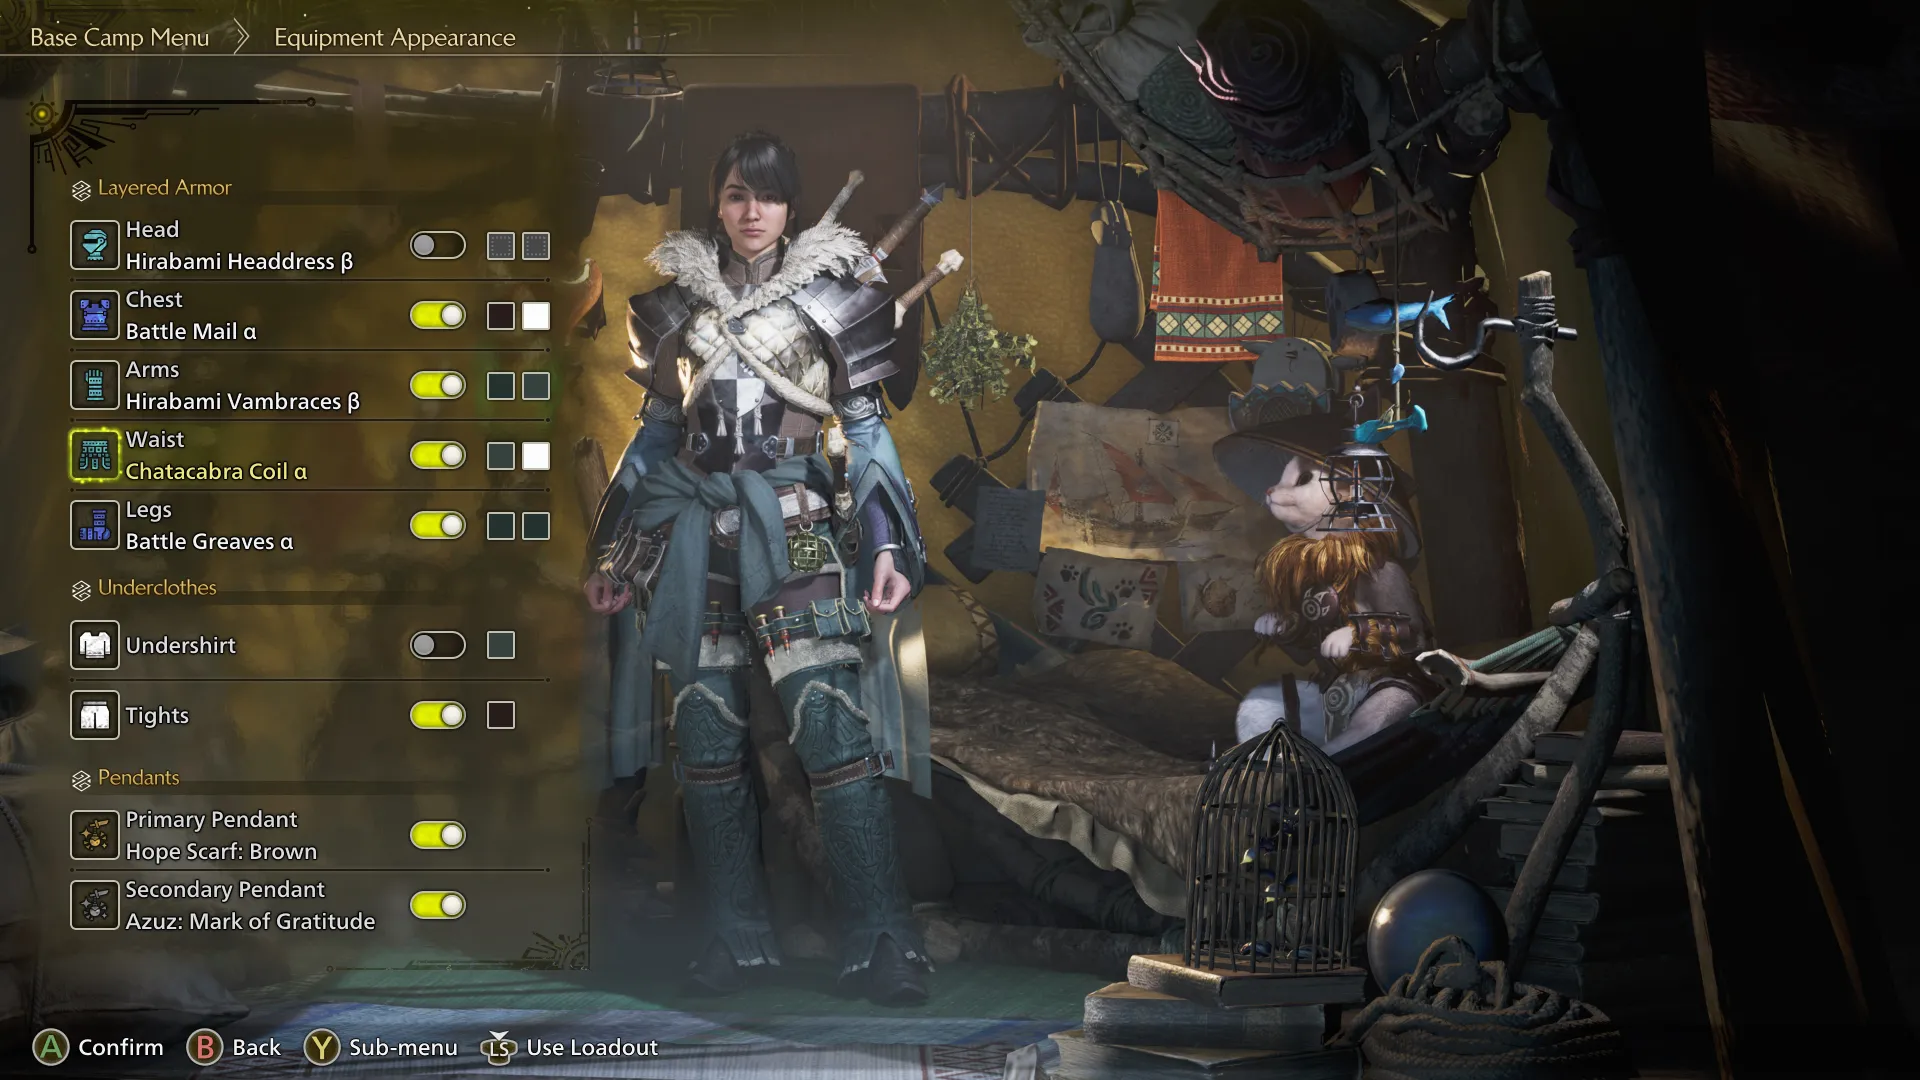 Base Camp Menu
Equipment Appearance
Layered Armor
Head
Hirabami Headdress β
Chest
Battle Mail α
Arms
Hirabami Vambraces β
Waist
Chatacabra Coil α
Legs
Battle Greaves α
Underclothes
Undershirt
Tights
Pendants
Primary Pendant
Hope Scarf: Brown
Secondary Pendant
Azuz: Mark of Gratitude
A Confirm B Back Y Sub-menu LS Use Loadout